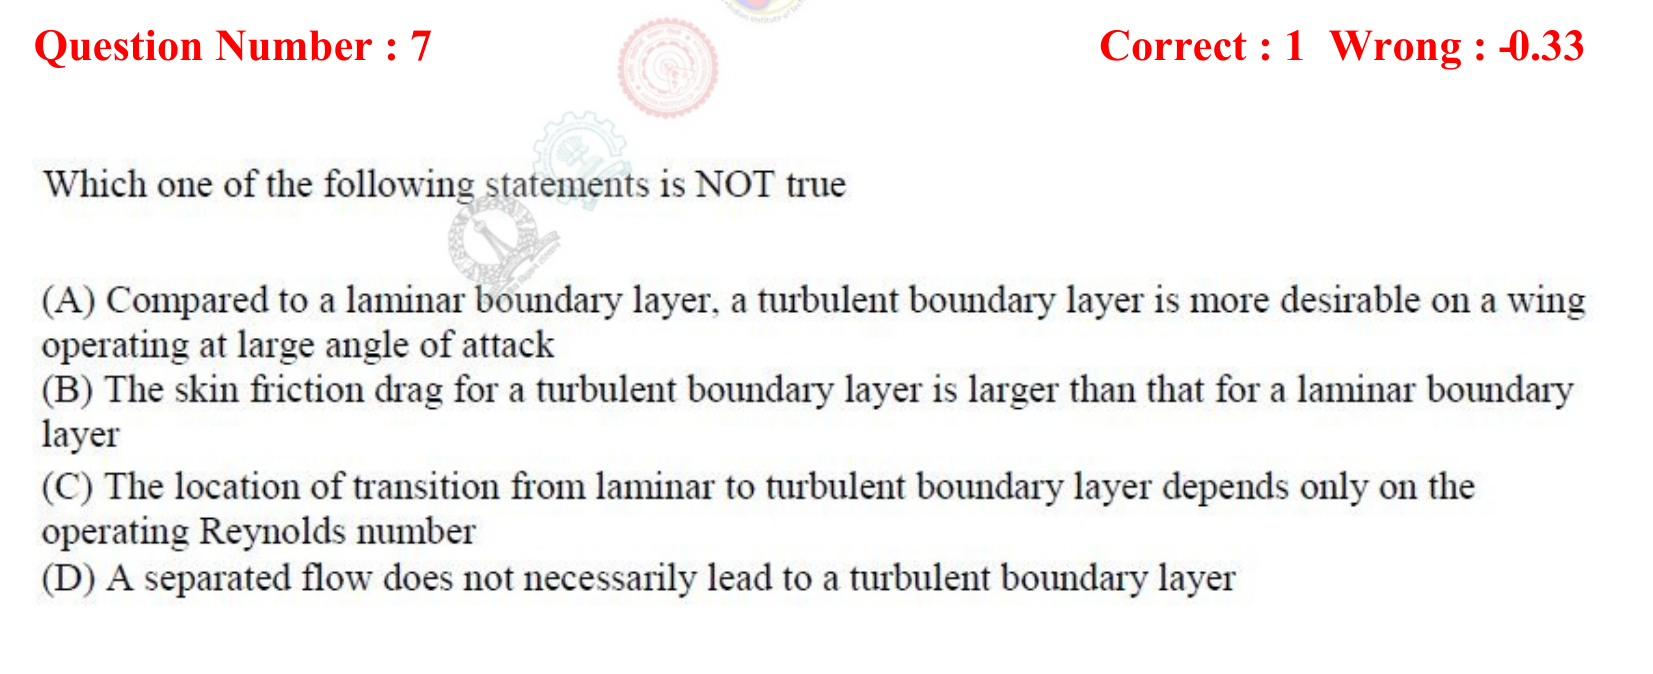 Question Number : 7 Correct : 1 Wrong : -0.33
Which one of the following statements is NOT true
(A) Compared to a laminar boundary layer, a turbulent boundary layer is more desirable on a wing
operating at large angle of attack
(B) The skin friction drag for a turbulent boundary layer is larger than that for a laminar boundary
layer
(C) The location of transition from laminar to turbulent boundary layer depends only on the
operating Reynolds number
(D) A separated flow does not necessarily lead to a turbulent boundary layer